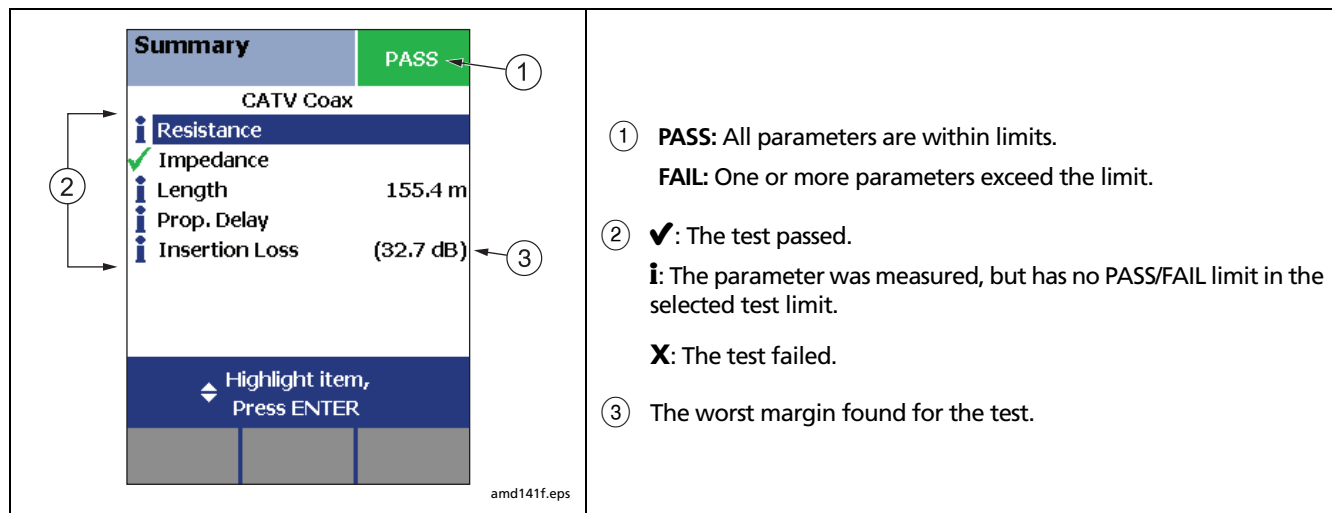 Summary
PASS
1
CATV Coax
i Resistance
✓ Impedance
i Length 155.4 m
i Prop. Delay
i Insertion Loss (32.7 dB)
2
3
Highlight item,
Press ENTER
amd141f.eps
1 PASS: All parameters are within limits.
FAIL: One or more parameters exceed the limit.
2 ✔: The test passed.
i: The parameter was measured, but has no PASS/FAIL limit in the
selected test limit.
X: The test failed.
3 The worst margin found for the test.